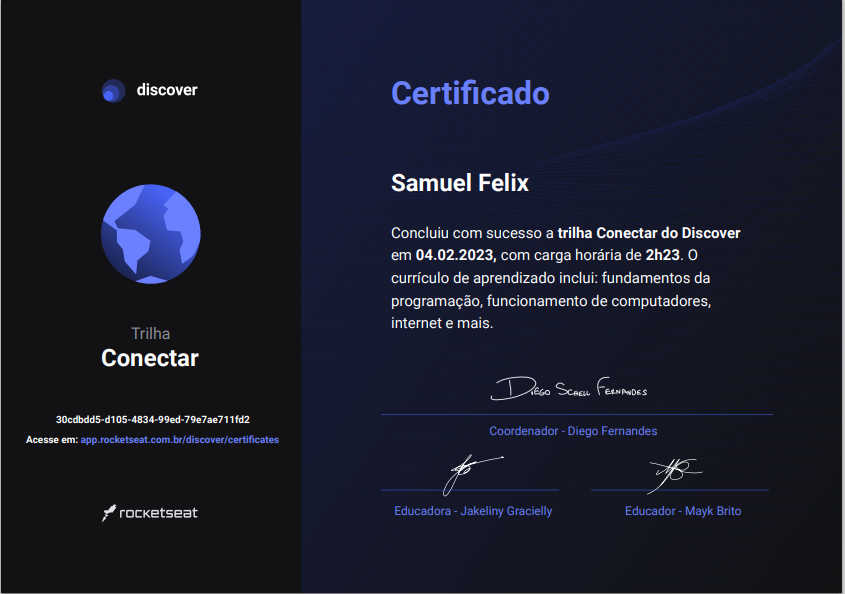 discover
Trilha
Conectar
30cdbdd5-d105-4834-99ed-79e7ae711fd2
Acesse em: app.rocketseat.com.br/discover/certificates
rocketseat
Certificado
Samuel Felix
Concluiu com sucesso a trilha Conectar do Discover
em 04.02.2023, com carga horária de 2h23. O
currículo de aprendizado inclui: fundamentos da
programação, funcionamento de computadores,
internet e mais.
Diego Schell Fernandes
Coordenador - Diego Fernandes
Educadora - Jakeliny Gracielly
Educador - Mayk Brito